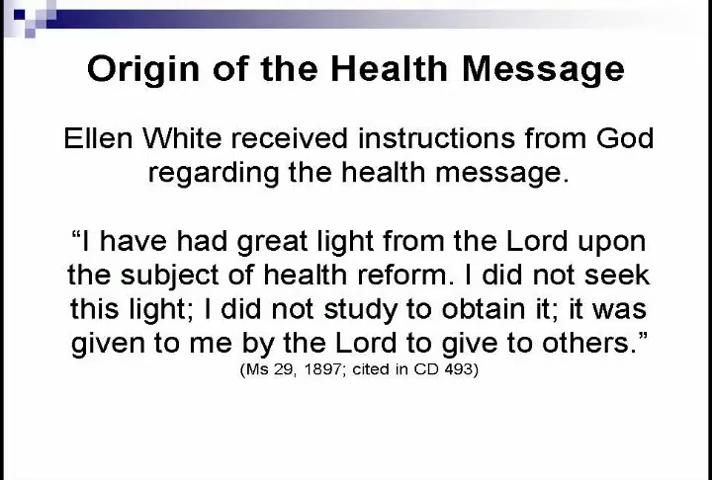 Origin of the Health Message
Ellen White received instructions from God
regarding the health message.
“I have had great light from the Lord upon
the subject of health reform. I did not seek
this light; I did not study to obtain it; it was
given to me by the Lord to give to others.”
(Ms 29, 1897; cited in CD 493)